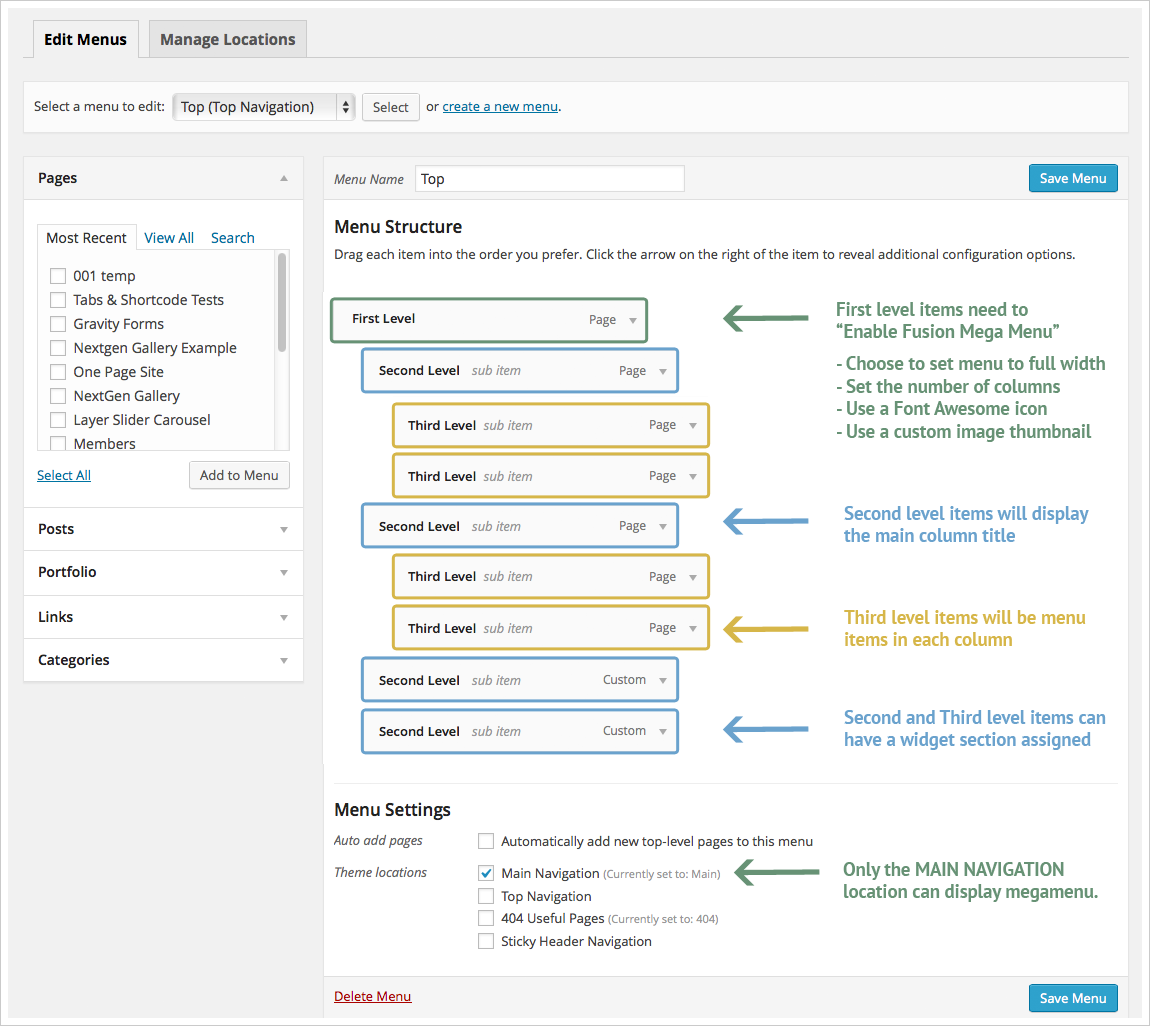 Edit Menus
Manage Locations
Select a menu to edit: Top (Top Navigation) Select or create a new menu.
Pages
Most Recent View All Search
001 temp
Tabs & Shortcode Tests
Gravity Forms
Nextgen Gallery Example
One Page Site
NextGen Gallery
Layer Slider Carousel
Members
Select All Add to Menu
Posts
Portfolio
Links
Categories
Menu Name Top Save Menu
Menu Structure
Drag each item into the order you prefer. Click the arrow on the right of the item to reveal additional configuration options.
First Level Page
Second Level sub item Page
Third Level sub item Page
Third Level sub item Page
Second Level sub item Page
Third Level sub item Page
Third Level sub item Page
Second Level sub item Custom
Second Level sub item Custom
First level items need to
“Enable Fusion Mega Menu”
- Choose to set menu to full width
- Set the number of columns
- Use a Font Awesome icon
- Use a custom image thumbnail
Second level items will display
the main column title
Third level items will be menu
items in each column
Second and Third level items can
have a widget section assigned
Menu Settings
Auto add pages Automatically add new top-level pages to this menu
Theme locations Main Navigation (Currently set to: Main)
Top Navigation
404 Useful Pages (Currently set to: 404)
Sticky Header Navigation
Only the MAIN NAVIGATION
location can display megamenu.
Delete Menu Save Menu